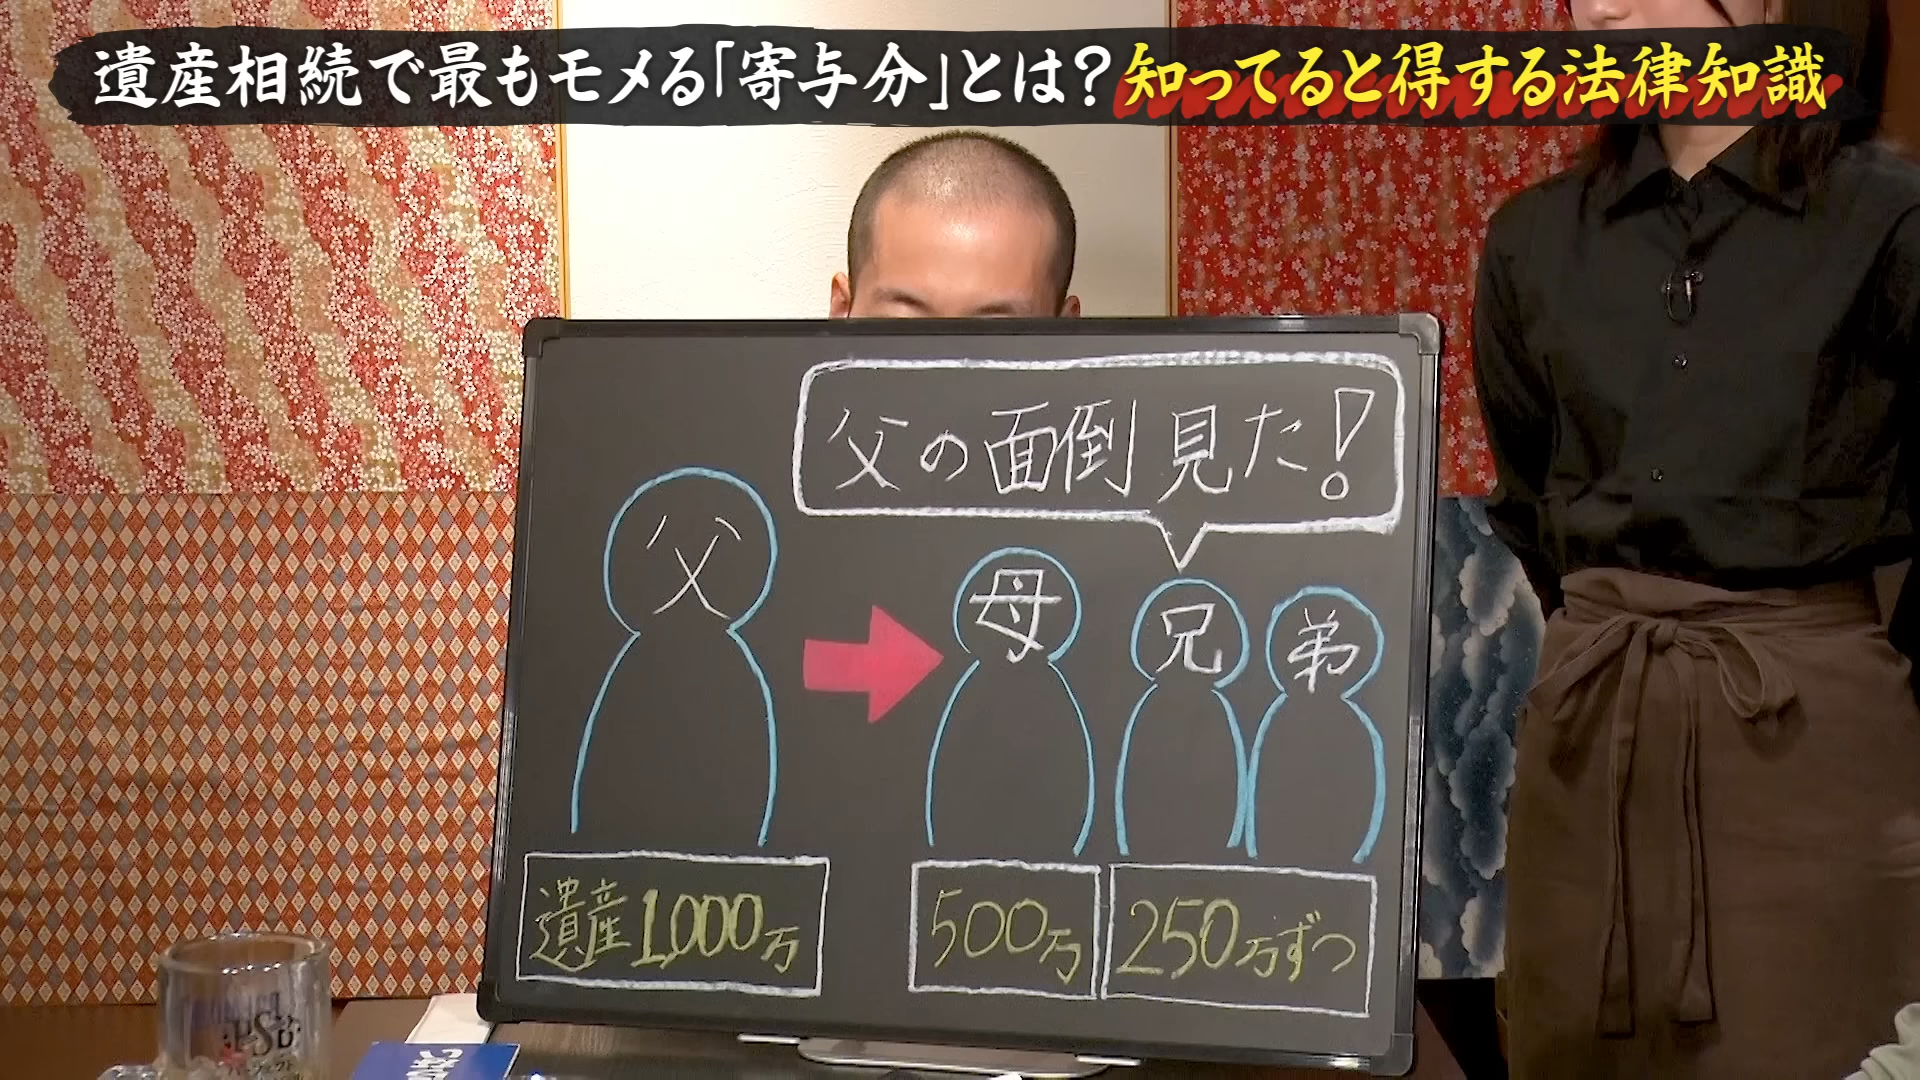 遺産相続で最もモメる「寄与分」とは?知ってると得する法律知識
父の面倒見た!
父
母
兄
弟
遺産1,000万
500万
250万ずつ